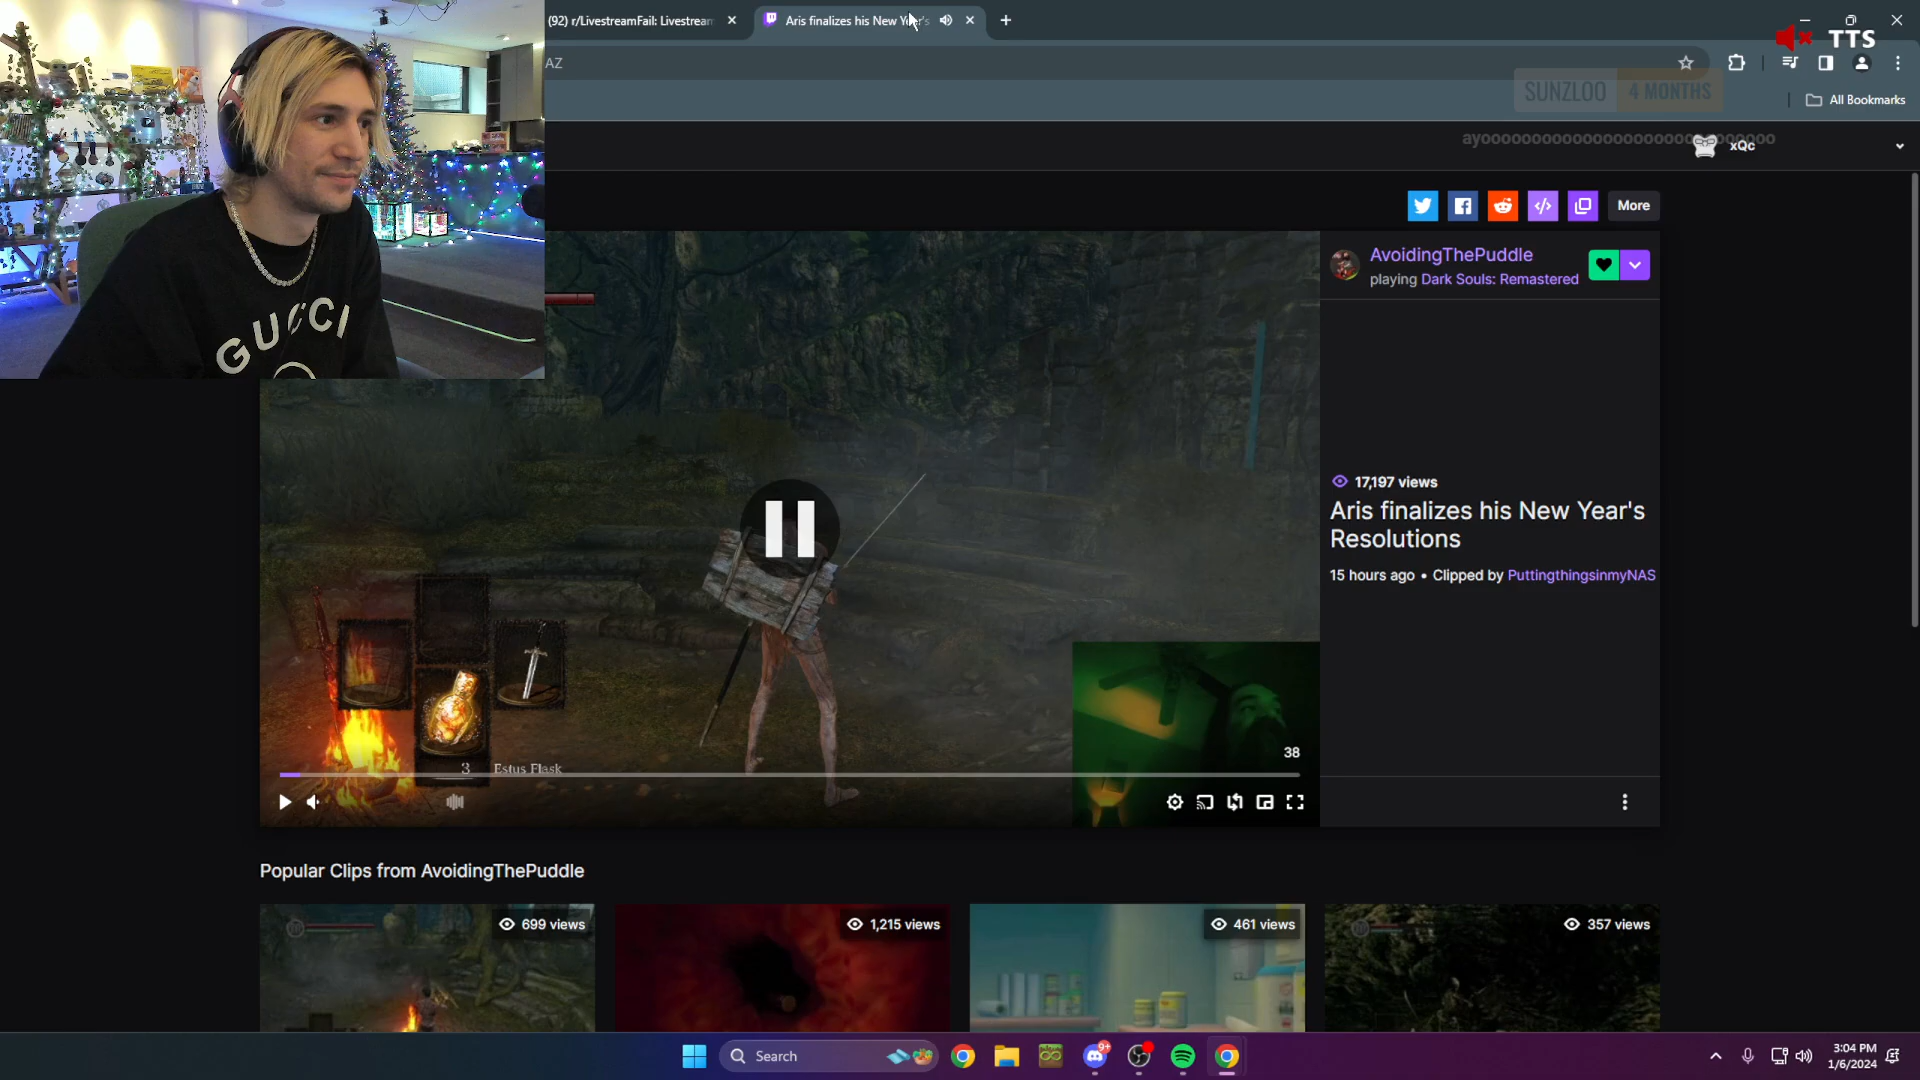 (92) r/LivestreamFail: Livestream
Aris finalizes his New Year's
TTS
AZ
SUNZLOO
4 MONTHS
All Bookmarks
xQc
More
GUCCI
AvoidingThePuddle
playing Dark Souls: Remastered
17,197 views
Aris finalizes his New Year's
Resolutions
15 hours ago • Clipped by PuttingthingsinmyNAS
38
3 Estus Flask
Popular Clips from AvoidingThePuddle
699 views
1,215 views
461 views
357 views
Search
9+
3:04 PM
1/6/2024